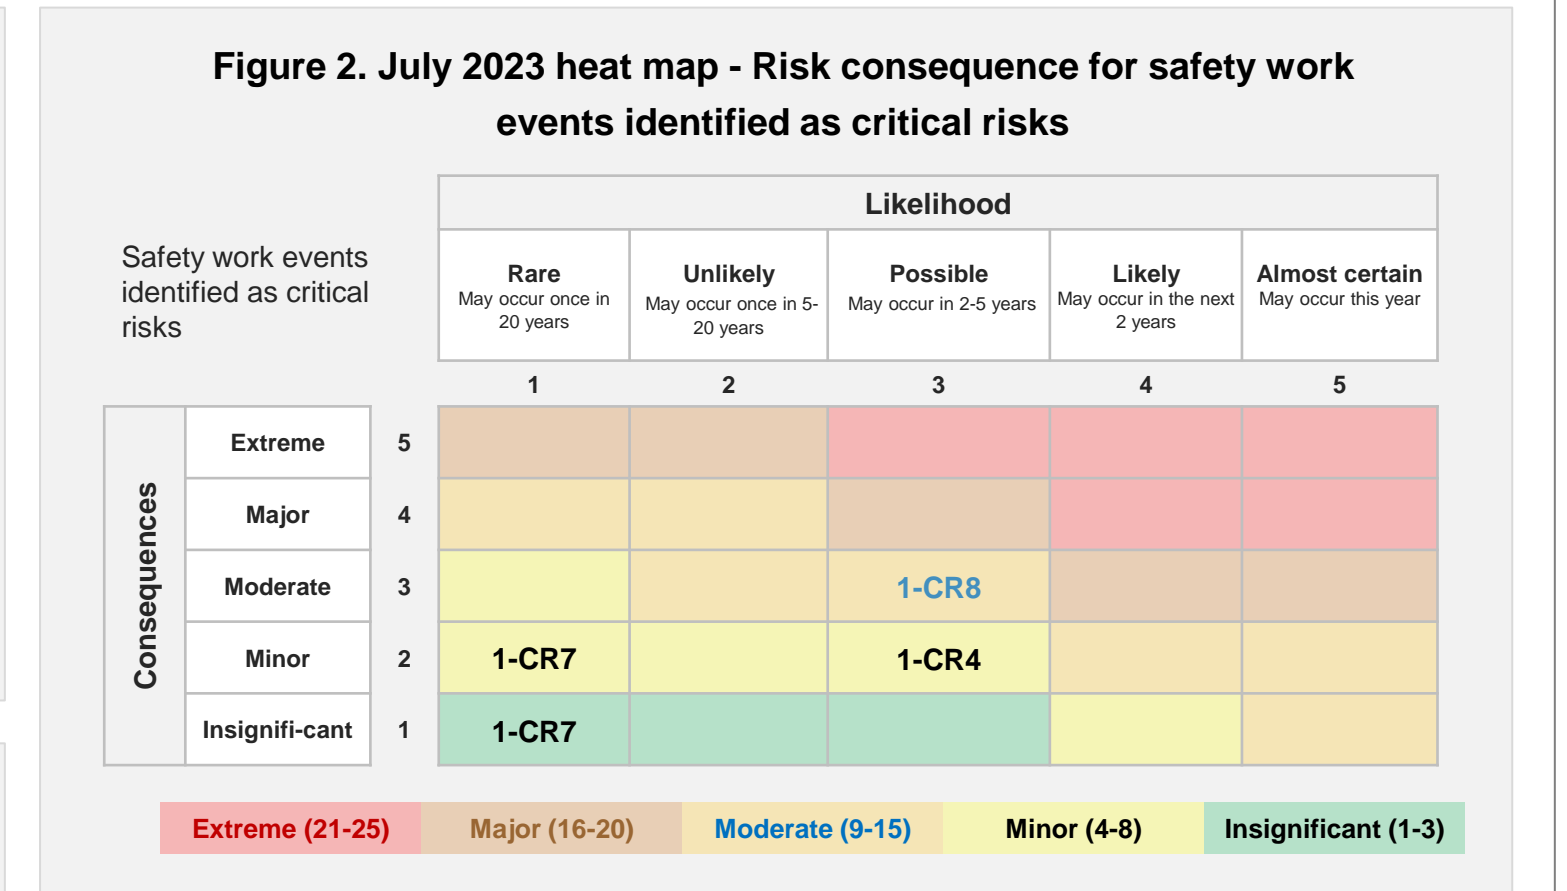 Figure 2. July 2023 heat map - Risk consequence for safety work
events identified as critical risks
Safety work events
identified as critical
risks
Likelihood
Rare
May occur once in
20 years
Unlikely
May occur once in 5-
20 years
Possible
May occur in 2-5 years
Likely
May occur in the next
2 years
Almost certain
May occur this year
1
2
3
4
5
Consequences
Extreme
5
Major
4
Moderate
3
1-CR8
Minor
2
1-CR7
1-CR4
Insignifi-cant
1
1-CR7
Extreme (21-25)
Major (16-20)
Moderate (9-15)
Minor (4-8)
Insignificant (1-3)